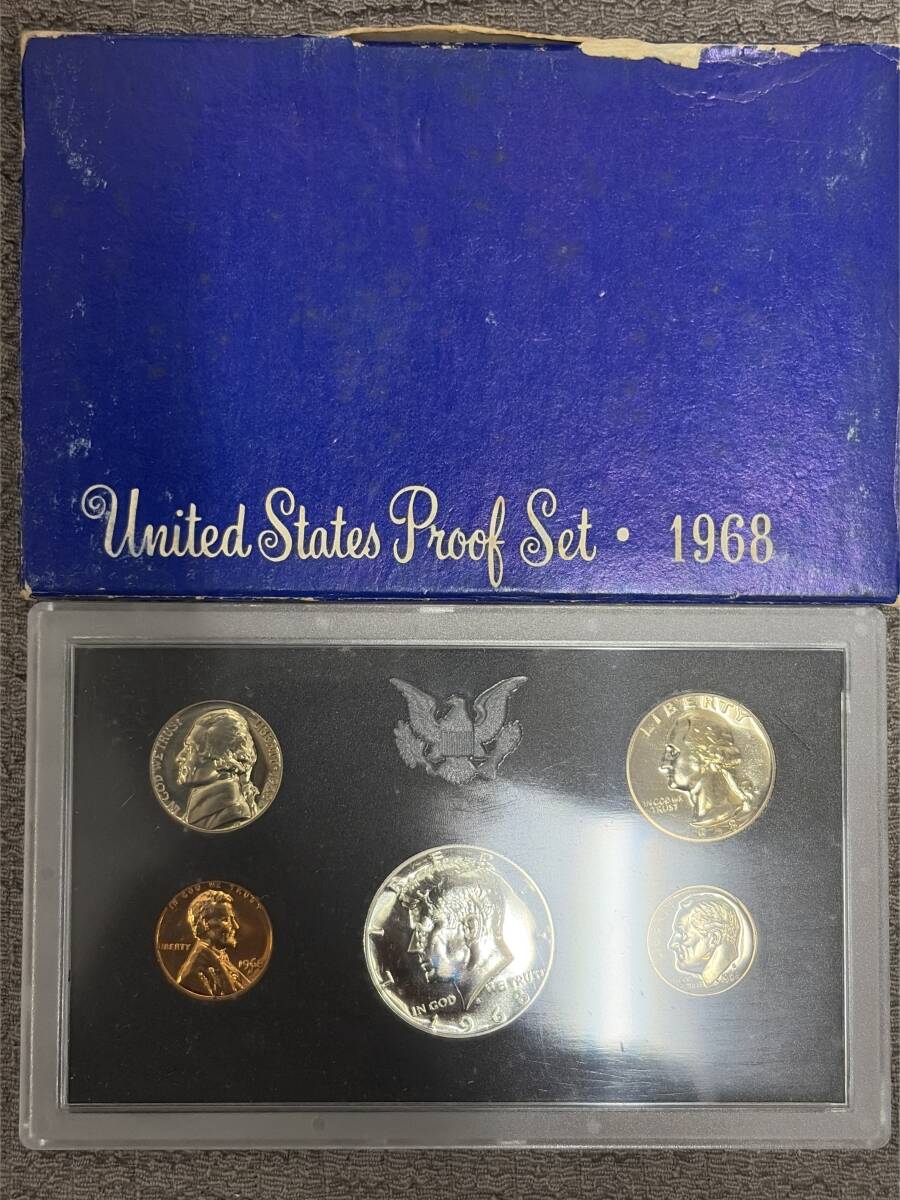 United States Proof Set · 1968
IN GOD WE TRUST
LIBERTY
IN GOD WE
TRUST
IN GOD WE TRUST
LIBERTY
1968
S
LIBERTY
IN GOD WE TRUST
1968